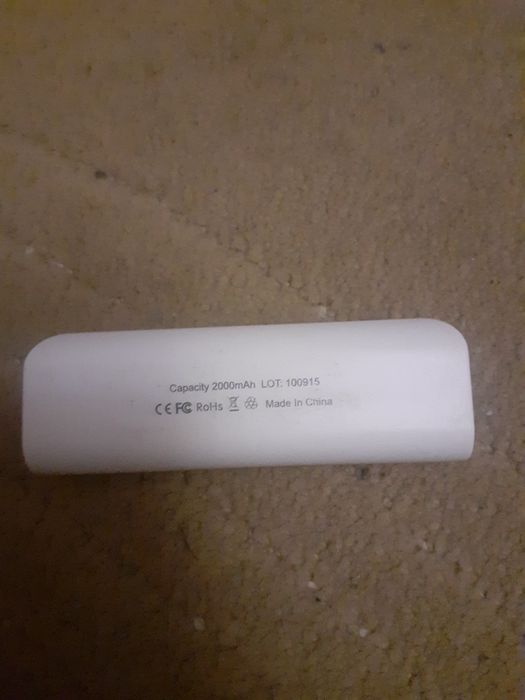 Capacity 2000mAh LOT: 100915
CE FC RoHs Made In China